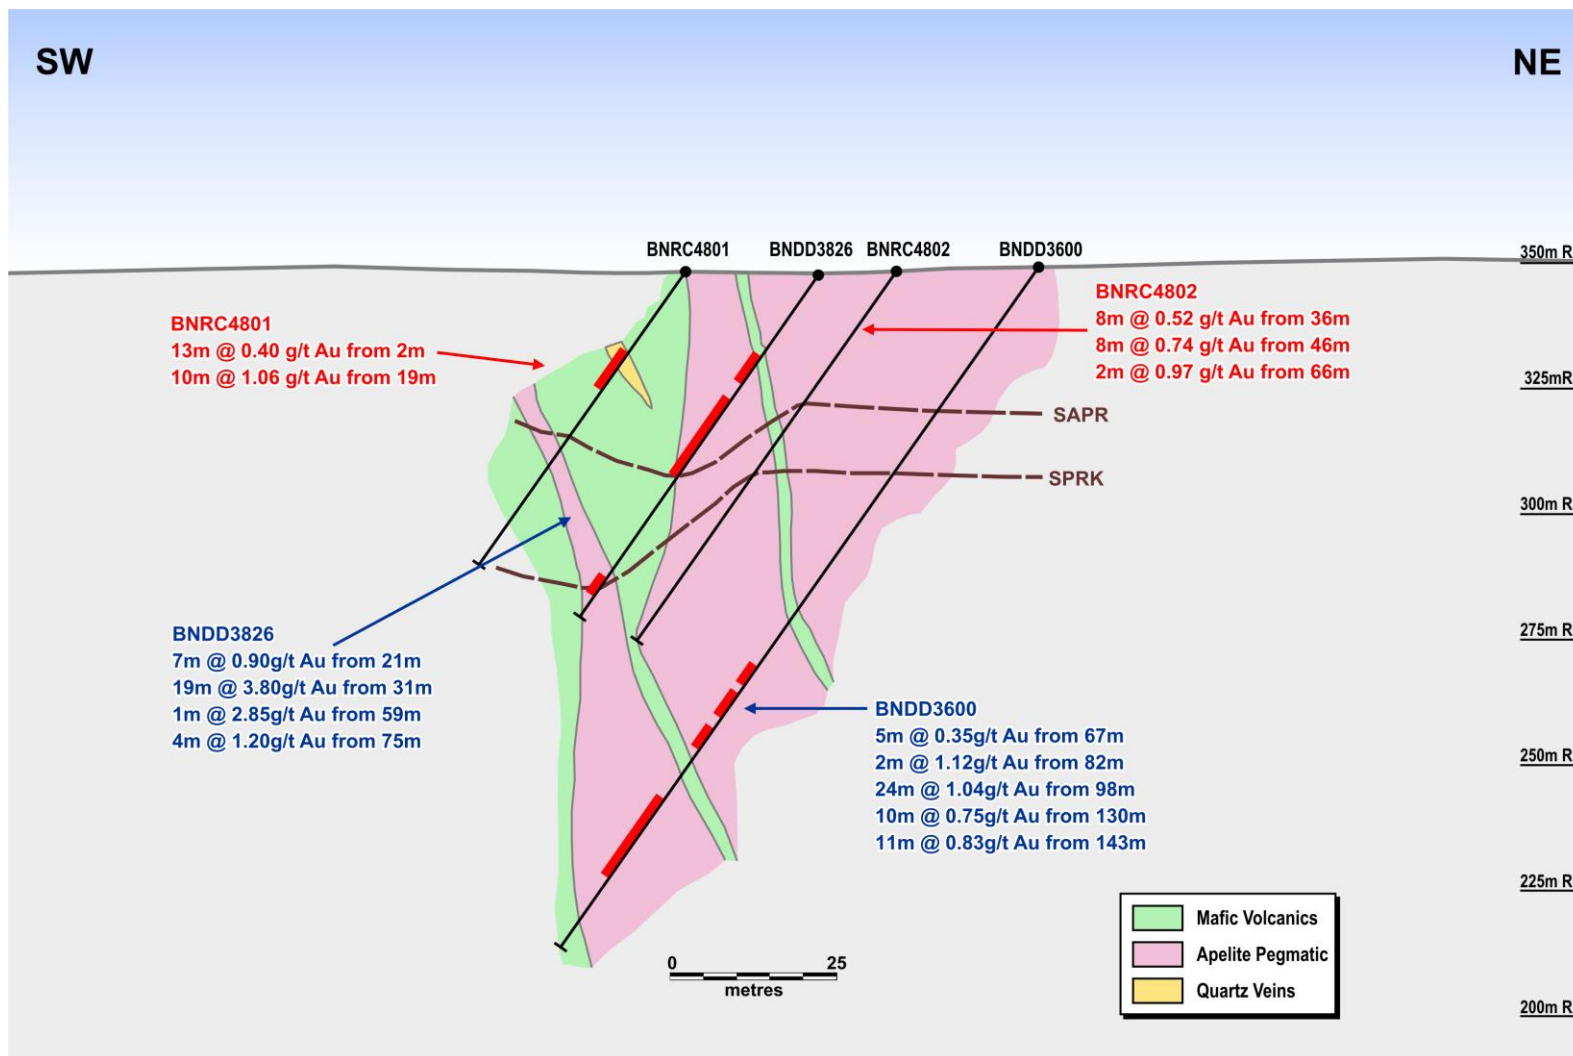 SW
NE
BNRC4801
BNDD3826
BNRC4802
BNDD3600
350m R
BNRC4801
13m @ 0.40 g/t Au from 2m
10m @ 1.06 g/t Au from 19m
BNRC4802
8m @ 0.52 g/t Au from 36m
8m @ 0.74 g/t Au from 46m
2m @ 0.97 g/t Au from 66m
325mR
SAPR
SPRK
300m R
275m R
BNDD3826
7m @ 0.90g/t Au from 21m
19m @ 3.80g/t Au from 31m
1m @ 2.85g/t Au from 59m
4m @ 1.20g/t Au from 75m
BNDD3600
5m @ 0.35g/t Au from 67m
2m @ 1.12g/t Au from 82m
24m @ 1.04g/t Au from 98m
10m @ 0.75g/t Au from 130m
11m @ 0.83g/t Au from 143m
250m R
225m R
Mafic Volcanics
Apelite Pegmatic
Quartz Veins
0 25
metres
200m R